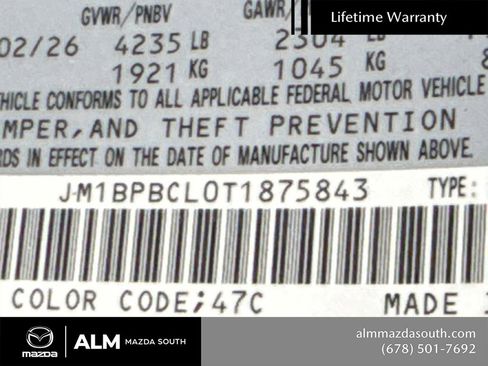 Lifetime Warranty
GVWR/PNBV GAWR/
02/26 4235 LB 2304 LB
1921 KG 1045 KG
VEHICLE CONFORMS TO ALL APPLICABLE FEDERAL MOTOR VEHICLE
MPER, AND THEFT PREVENTION
RDS IN EFFECT ON THE DATE OF MANUFACTURE SHOWN ABOVE.
JM1BPBCL0T1875843 TYPE:
COLOR CODE;47C MADE
mazda
ALM MAZDA SOUTH
almmazdasouth.com
(678) 501-7692